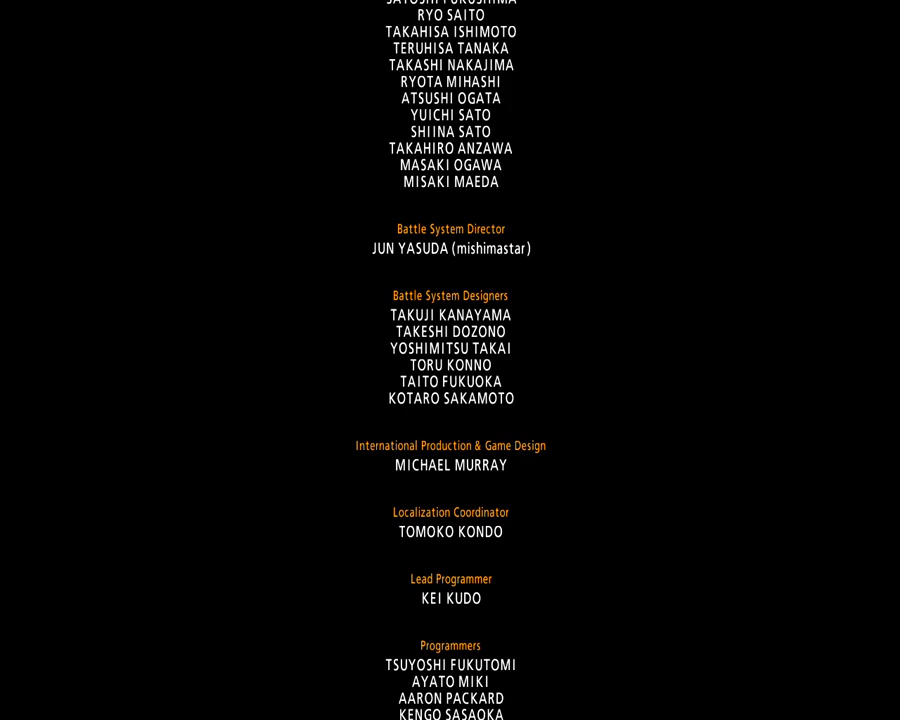 SATOSHI FUKUSHIMA
RYO SAITO
TAKAHISA ISHIMOTO
TERUHISA TANAKA
TAKASHI NAKAJIMA
RYOTA MIHASHI
ATSUSHI OGATA
YUICHI SATO
SHIINA SATO
TAKAHIRO ANZAWA
MASAKI OGAWA
MISAKI MAEDA
Battle System Director
JUN YASUDA (mishimastar)
Battle System Designers
TAKUJI KANAYAMA
TAKESHI DOZONO
YOSHIMITSU TAKAI
TORU KONNO
TAITO FUKUOKA
KOTARO SAKAMOTO
International Production & Game Design
MICHAEL MURRAY
Localization Coordinator
TOMOKO KONDO
Lead Programmer
KEI KUDO
Programmers
TSUYOSHI FUKUTOMI
AYATO MIKI
AARON PACKARD
KENGO SASAOKA